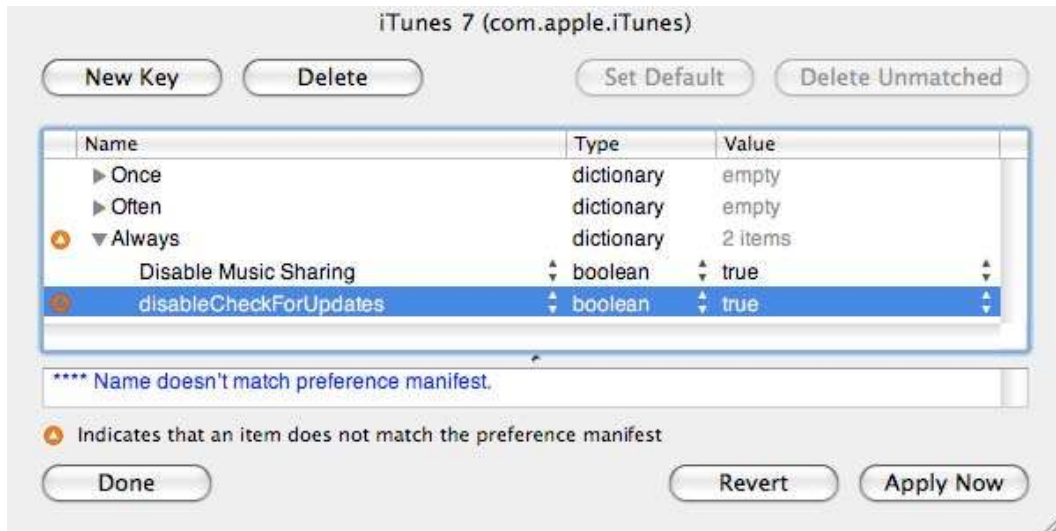 iTunes 7 (com.apple.iTunes)
New Key Delete Set Default Delete Unmatched
Name Type Value
Once dictionary empty
Often dictionary empty
Always dictionary 2 items
Disable Music Sharing boolean true
disableCheckForUpdates boolean true
**** Name doesn't match preference manifest.
Indicates that an item does not match the preference manifest
Done Revert Apply Now